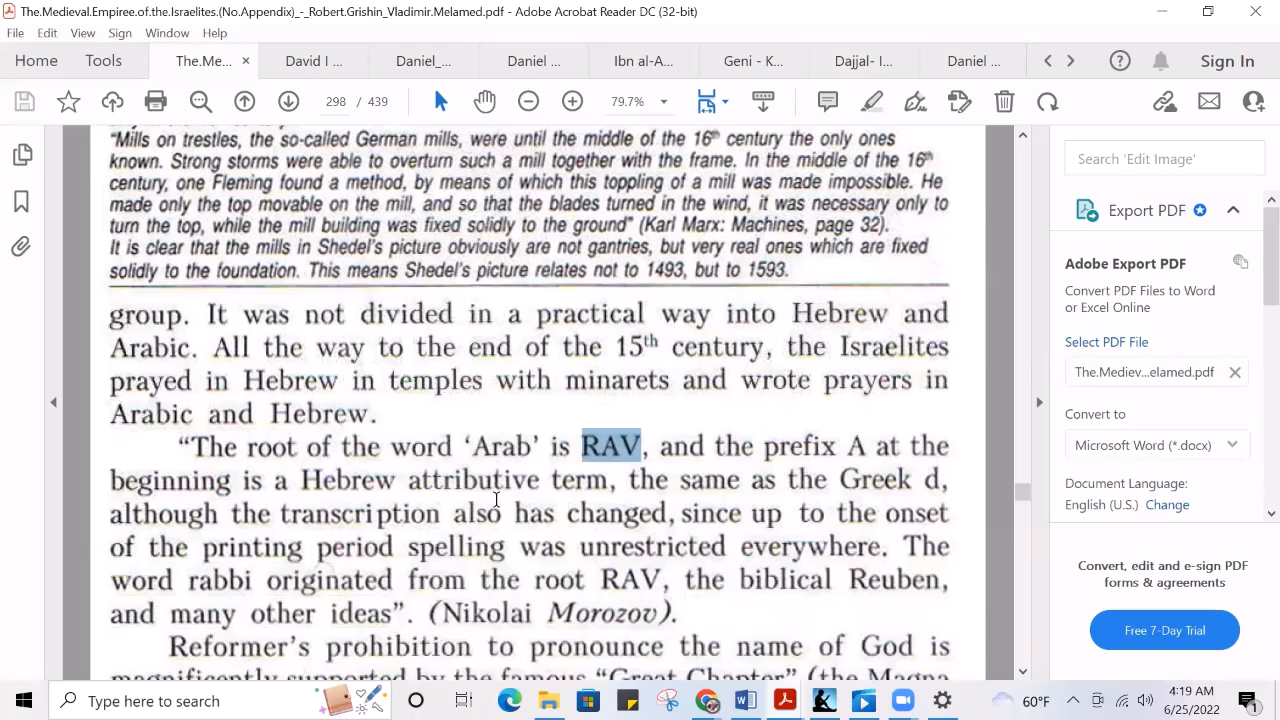 The.Medieval.Empiree.of.the.Israelites.(No.Appendix)_-_Robert.Grishin_Vladimir.Melamed.pdf - Adobe Acrobat Reader DC (32-bit)
File Edit View Sign Window Help
Home Tools The.Me... × David I ... Daniel_... Daniel ... Ibn al-A... Geni - K... Dajjal- I... Daniel ... Sign In
298 / 439 79.7%
“Mills on trestles, the so-called German mills, were until the middle of the 16th century the only ones
known. Strong storms were able to overturn such a mill together with the frame. In the middle of the 16th
century, one Fleming found a method, by means of which this toppling of a mill was made impossible. He
made only the top movable on the mill, and so that the blades turned in the wind, it was necessary only to
turn the top, while the mill building was fixed solidly to the ground” (Karl Marx: Machines, page 32).
It is clear that the mills in Shedel's picture obviously are not gantries, but very real ones which are fixed
solidly to the foundation. This means Shedel's picture relates not to 1493, but to 1593.
group. It was not divided in a practical way into Hebrew and
Arabic. All the way to the end of the 15th century, the Israelites
prayed in Hebrew in temples with minarets and wrote prayers in
Arabic and Hebrew.
“The root of the word ‘Arab’ is RAV, and the prefix A at the
beginning is a Hebrew attributive term, the same as the Greek d,
although the transcription also has changed, since up to the onset
of the printing period spelling was unrestricted everywhere. The
word rabbi originated from the root RAV, the biblical Reuben,
and many other ideas”. (Nikolai Morozov).
Reformer's prohibition to pronounce the name of God is
magnificently supported by the famous “Great Chapter” (the Magna
Search 'Edit Image'
Export PDF
Adobe Export PDF
Convert PDF Files to Word
or Excel Online
Select PDF File
The.Mediev...elamed.pdf
Convert to
Microsoft Word (*.docx)
Document Language:
English (U.S.) Change
Convert, edit and e-sign PDF
forms & agreements
Free 7-Day Trial
Type here to search
60°F
4:19 AM
6/25/2022
1